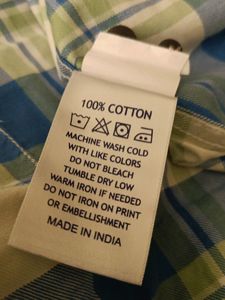 100% COTTON
MACHINE WASH COLD
WITH LIKE COLORS
DO NOT BLEACH
TUMBLE DRY LOW
WARM IRON IF NEEDED
DO NOT IRON ON PRINT
OR EMBELLISHMENT
MADE IN INDIA